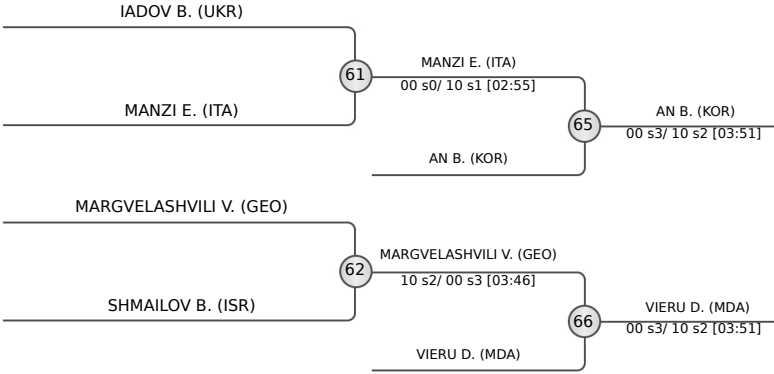 IADOV B. (UKR)
61
MANZI E. (ITA)
MANZI E. (ITA)
00 s0/ 10 s1 [02:55]
65
AN B. (KOR)
AN B. (KOR)
00 s3/ 10 s2 [03:51]
MARGVELASHVILI V. (GEO)
62
SHMAILOV B. (ISR)
MARGVELASHVILI V. (GEO)
10 s2/ 00 s3 [03:46]
66
VIERU D. (MDA)
VIERU D. (MDA)
00 s3/ 10 s2 [03:51]